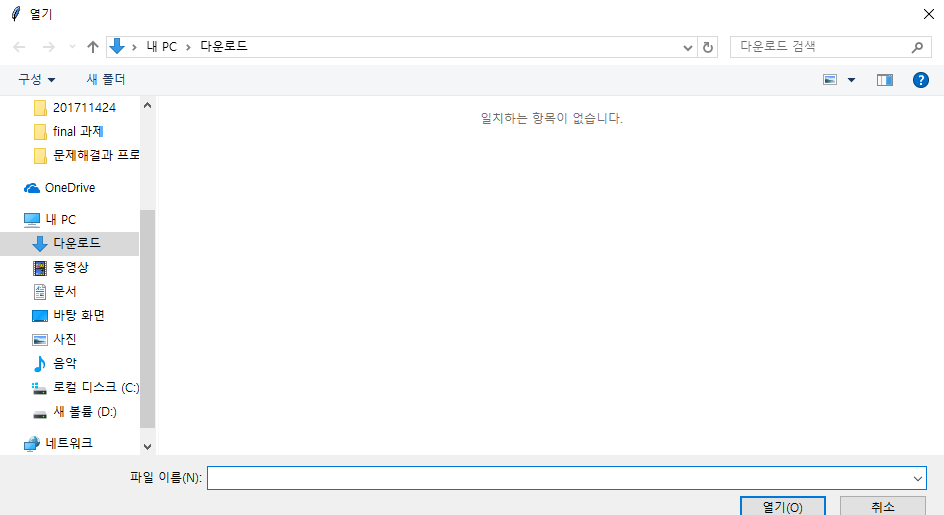 열기
내 PC
다운로드
다운로드 검색
구성
새 폴더
201711424
final 과제
문제해결과 프로
OneDrive
내 PC
다운로드
동영상
문서
바탕 화면
사진
음악
로컬 디스크 (C:)
새 볼륨 (D:)
네트워크
일치하는 항목이 없습니다.
파일 이름(N):
열기(O)
취소